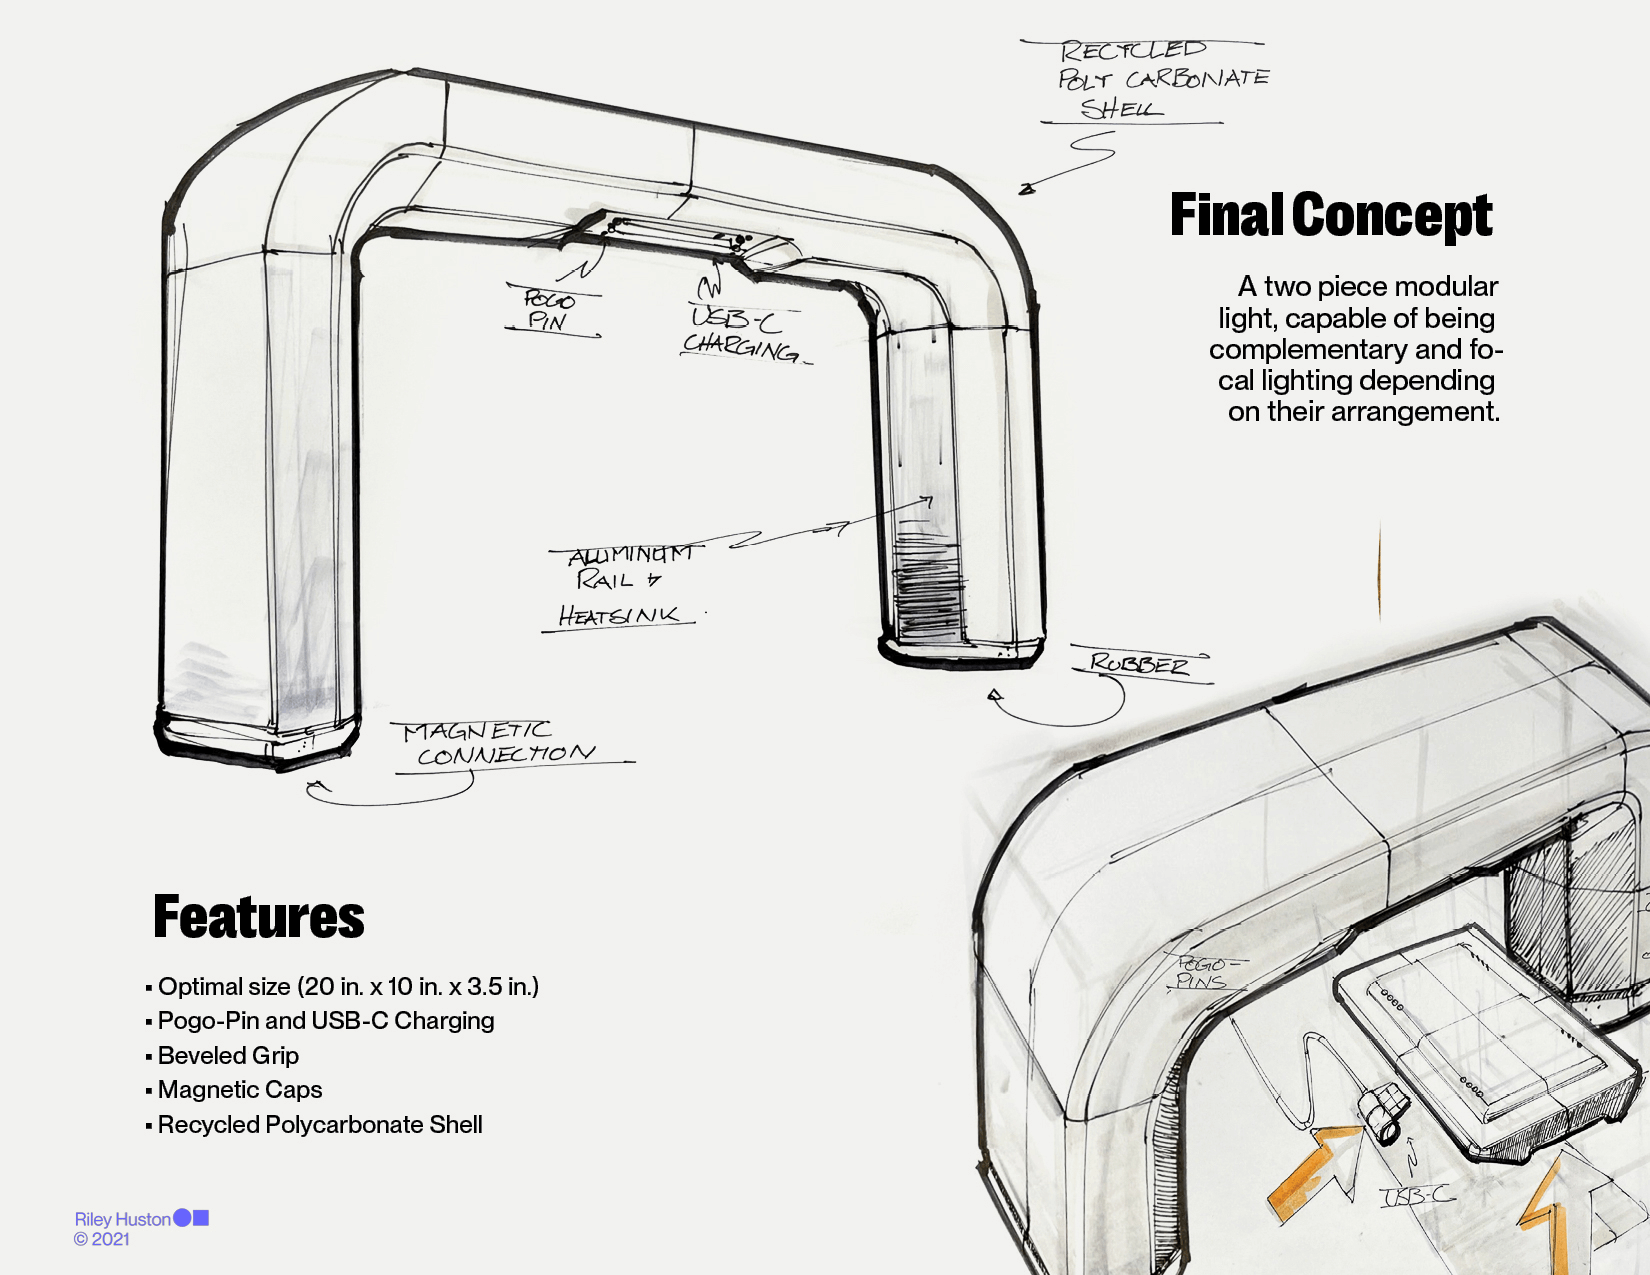 RECYCLED
POLY CARBONATE
SHELL
Final Concept
A two piece modular
light, capable of being
complementary and fo-
cal lighting depending
on their arrangement.
POGO
PIN
USB-C
CHARGING
ALUMINUM
RAIL &
HEATSINK
RUBBER
MAGNETIC
CONNECTION
Features
▪ Optimal size (20 in. x 10 in. x 3.5 in.)
▪ Pogo-Pin and USB-C Charging
▪ Beveled Grip
▪ Magnetic Caps
▪ Recycled Polycarbonate Shell
POGO-
PINS
USB-C
Riley Huston
© 2021